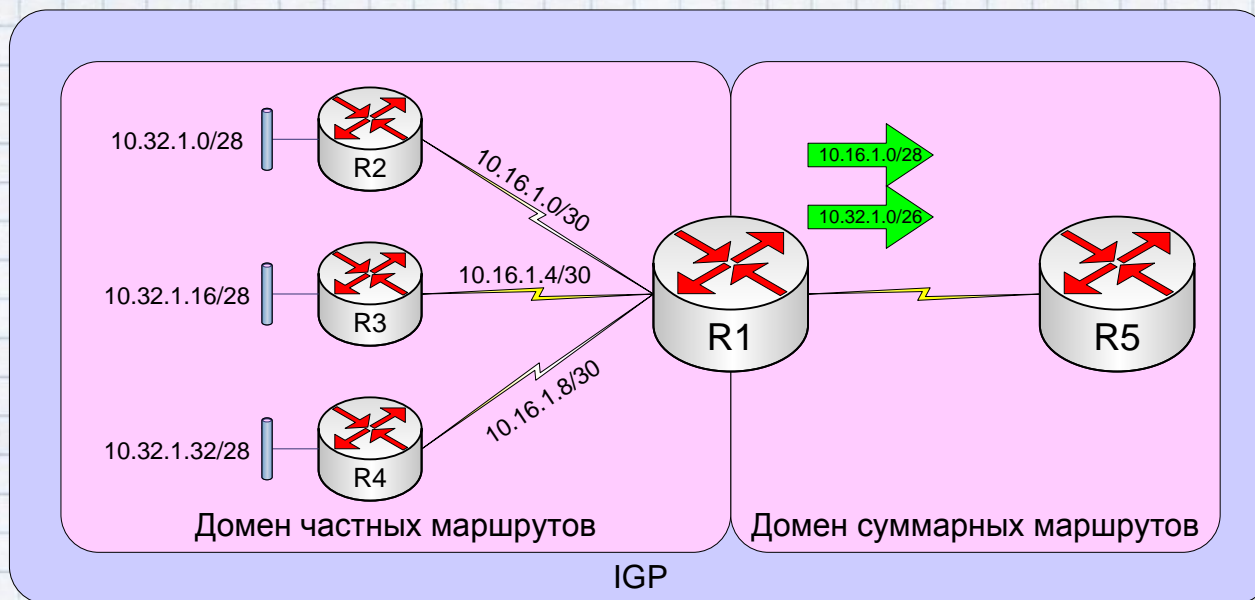 10.32.1.0/28
R2
10.16.1.0/30
10.16.1.0/28
10.32.1.0/26
10.32.1.16/28
R3
10.16.1.4/30
R1
R5
10.32.1.32/28
R4
10.16.1.8/30
Домен частных маршрутов
Домен суммарных маршрутов
IGP